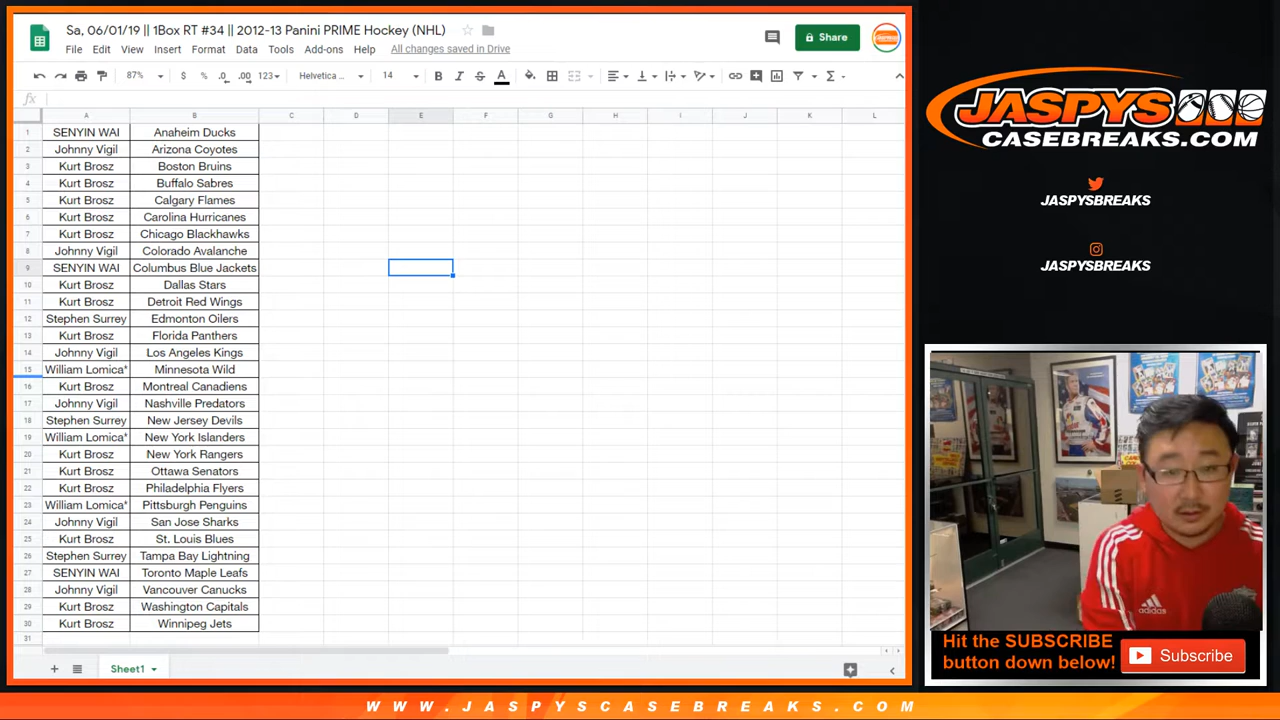 Sa, 06/01/19 || 1Box RT #34 || 2012-13 Panini PRIME Hockey (NHL)
File Edit View Insert Format Data Tools Add-ons Help All changes saved in Drive
Share
87% $ % .0 .00 123 Helvetica ... 14 B I S A
fx
A B C D E F G H I J K L
1 SENYIN WAI Anaheim Ducks
2 Johnny Vigil Arizona Coyotes
3 Kurt Brosz Boston Bruins
4 Kurt Brosz Buffalo Sabres
5 Kurt Brosz Calgary Flames
6 Kurt Brosz Carolina Hurricanes
7 Kurt Brosz Chicago Blackhawks
8 Johnny Vigil Colorado Avalanche
9 SENYIN WAI Columbus Blue Jackets
10 Kurt Brosz Dallas Stars
11 Kurt Brosz Detroit Red Wings
12 Stephen Surrey Edmonton Oilers
13 Kurt Brosz Florida Panthers
14 Johnny Vigil Los Angeles Kings
15 William Lomica* Minnesota Wild
16 Kurt Brosz Montreal Canadiens
17 Johnny Vigil Nashville Predators
18 Stephen Surrey New Jersey Devils
19 William Lomica* New York Islanders
20 Kurt Brosz New York Rangers
21 Kurt Brosz Ottawa Senators
22 Kurt Brosz Philadelphia Flyers
23 William Lomica* Pittsburgh Penguins
24 Johnny Vigil San Jose Sharks
25 Kurt Brosz St. Louis Blues
26 Stephen Surrey Tampa Bay Lightning
27 SENYIN WAI Toronto Maple Leafs
28 Johnny Vigil Vancouver Canucks
29 Kurt Brosz Washington Capitals
30 Kurt Brosz Winnipeg Jets
31
Sheet1
JASPYS
CASEBREAKS.COM
JASPYSBREAKS
JASPYSBREAKS
adidas
Hit the SUBSCRIBE
button down below!
Subscribe
WWW.JASPYSCASEBREAKS.COM